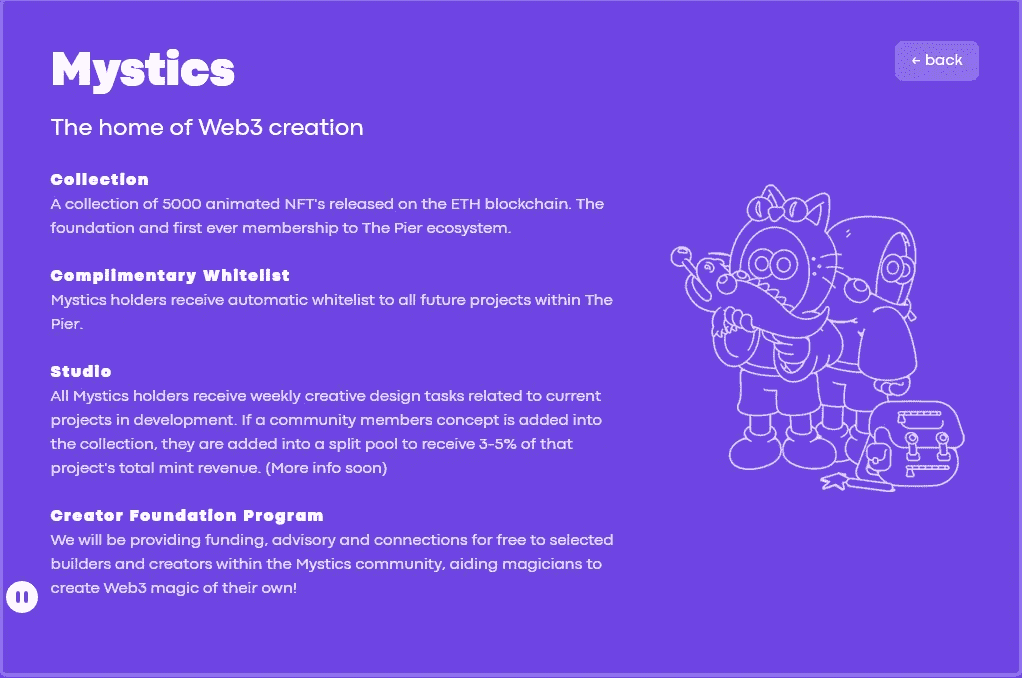 Mystics
← back
The home of Web3 creation
Collection
A collection of 5000 animated NFT's released on the ETH blockchain. The
foundation and first ever membership to The Pier ecosystem.
Complimentary Whitelist
Mystics holders receive automatic whitelist to all future projects within The
Pier.
Studio
All Mystics holders receive weekly creative design tasks related to current
projects in development. If a community members concept is added into
the collection, they are added into a split pool to receive 3-5% of that
project's total mint revenue. (More info soon)
Creator Foundation Program
We will be providing funding, advisory and connections for free to selected
builders and creators within the Mystics community, aiding magicians to
create Web3 magic of their own!